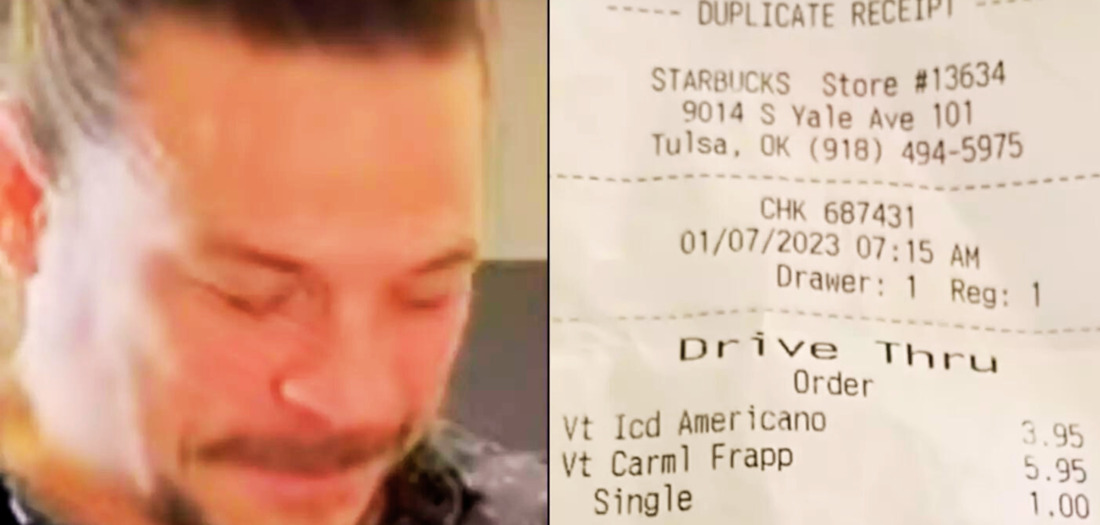 ----- DUPLICATE RECEIPT -----
STARBUCKS Store #13634
9014 S Yale Ave 101
Tulsa, OK (918) 494-5975
CHK 687431
01/07/2023 07:15 AM
Drawer: 1 Reg: 1
Drive Thru
Order
Vt Icd Americano 3.95
Vt Carml Frapp 5.95
Single 1.00